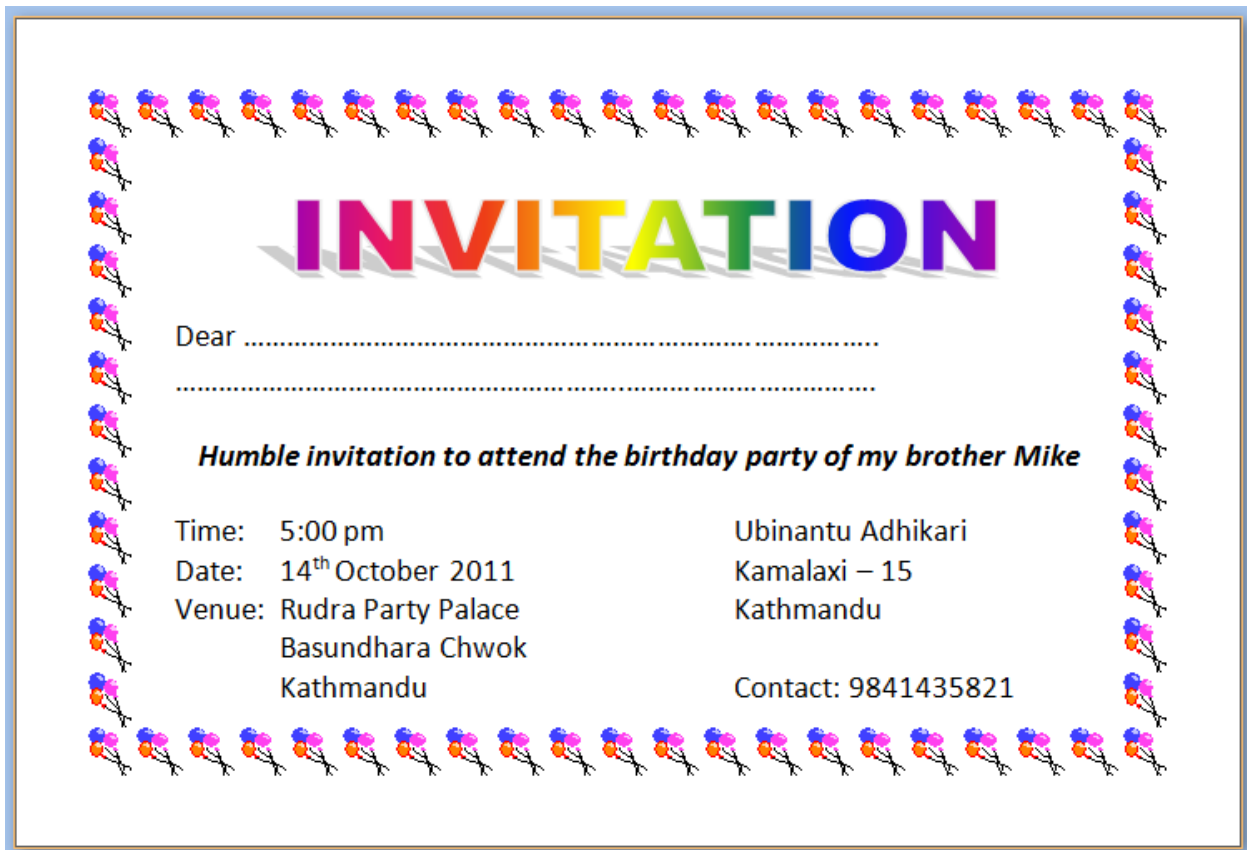 INVITATION
Dear ………………………………………………………………………..
……………………………………………………..…………………………….
Humble invitation to attend the birthday party of my brother Mike
Time: 5:00 pm
Date: 14th October 2011
Venue: Rudra Party Palace
Basundhara Chwok
Kathmandu
Ubinantu Adhikari
Kamalaxi – 15
Kathmandu
Contact: 9841435821